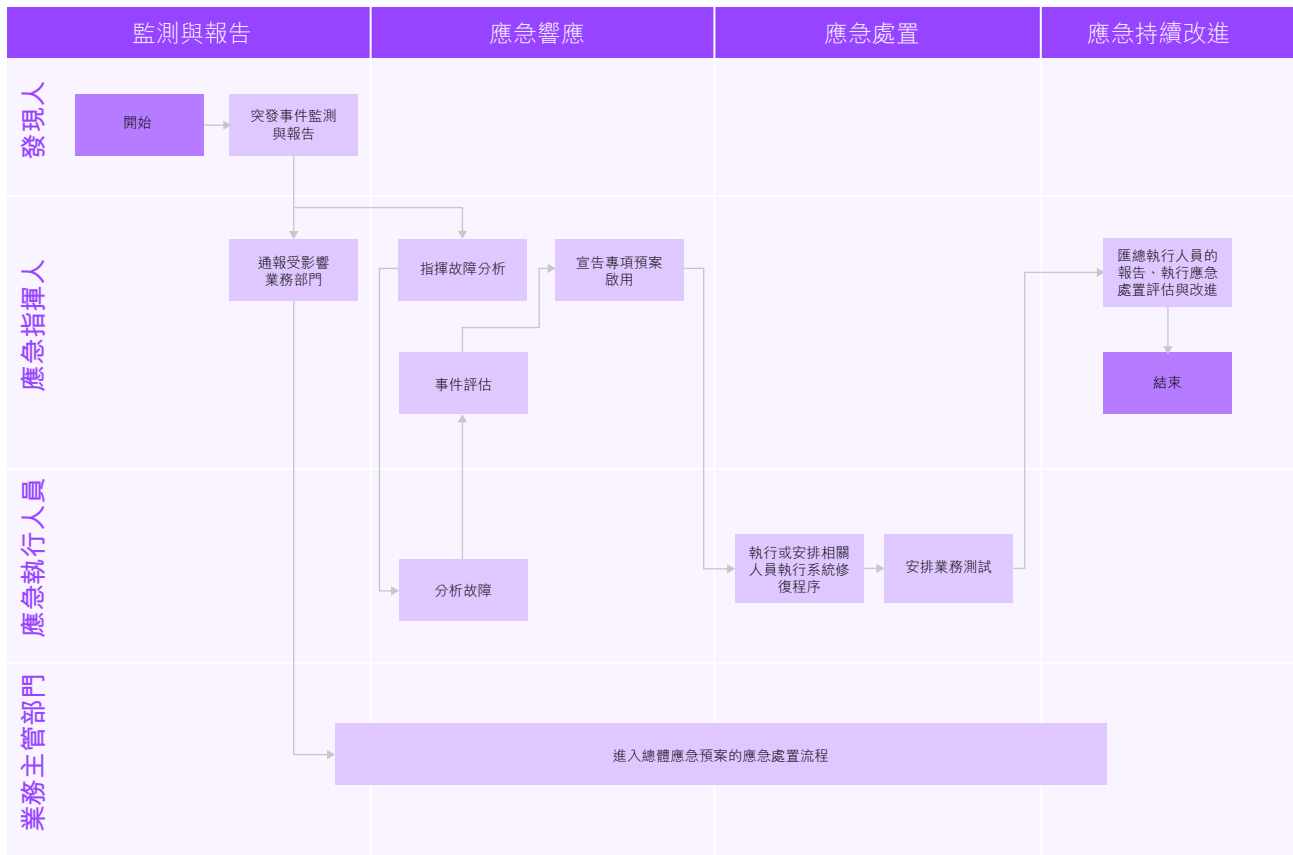 監測與報告
應急響應
應急處置
應急持續改進
發現人
開始
突發事件監測
與報告
應急指揮人
通報受影響
業務部門
指揮故障分析
宣告專項預案
啟用
匯總執行人員的
報告、執行應急
處置評估與改進
事件評估
結束
應急執行人員
分析故障
執行或安排相關
人員執行系統修
復程序
安排業務測試
業務主管部門
進入總體應急預案的應急處置流程